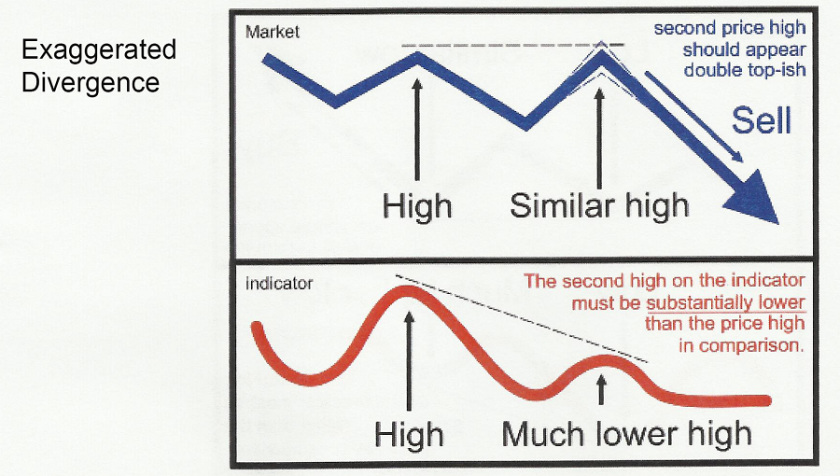 Exaggerated
Divergence
Market
second price high
should appear
double top-ish
Sell
High
Similar high
indicator
The second high on the indicator
must be substantially lower
than the price high
in comparison.
High
Much lower high